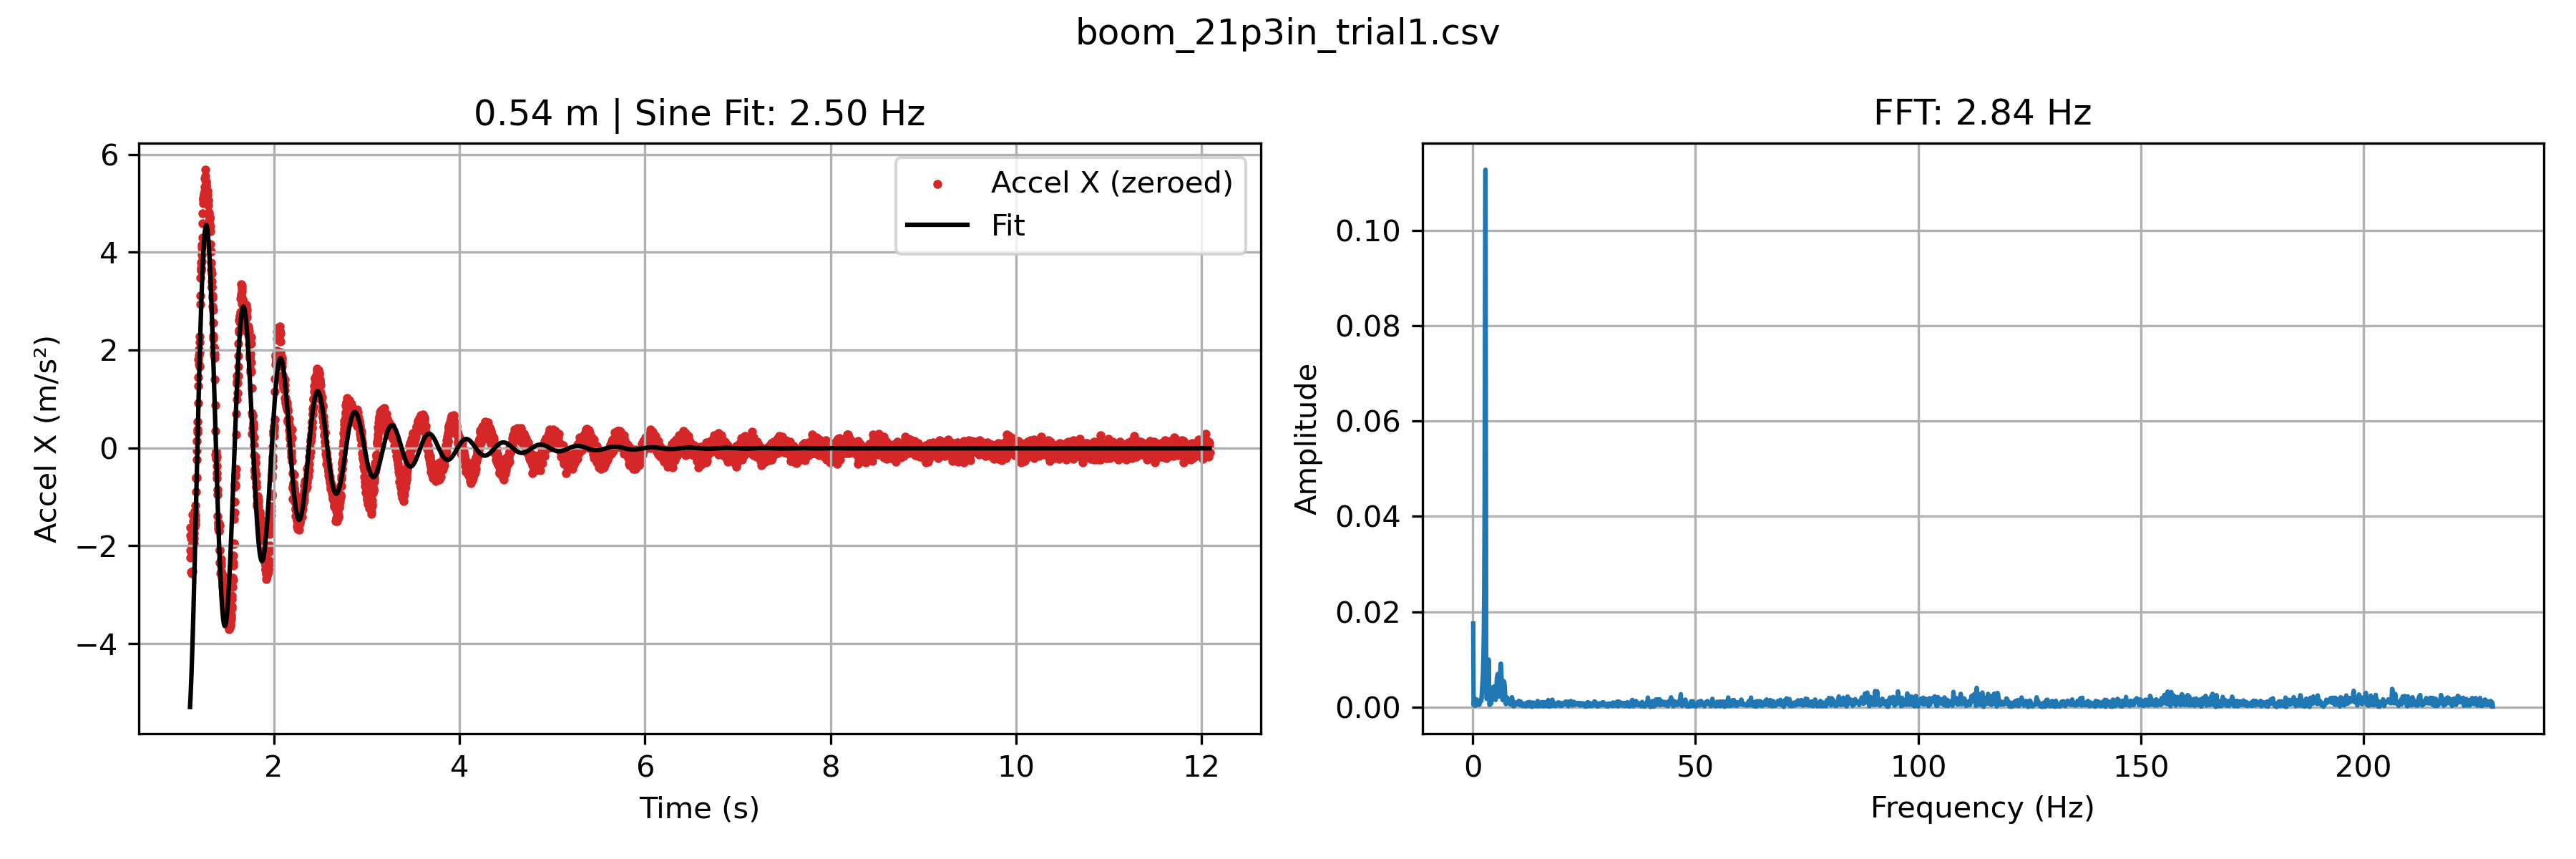 boom_21p3in_trial1.csv
0.54 m | Sine Fit: 2.50 Hz
6
4
2
0
−2
−4
Accel X (m/s²)
Accel X (zeroed)
Fit
2
4
6
8
10
12
Time (s)
FFT: 2.84 Hz
0.10
0.08
0.06
0.04
0.02
0.00
Amplitude
0
50
100
150
200
Frequency (Hz)